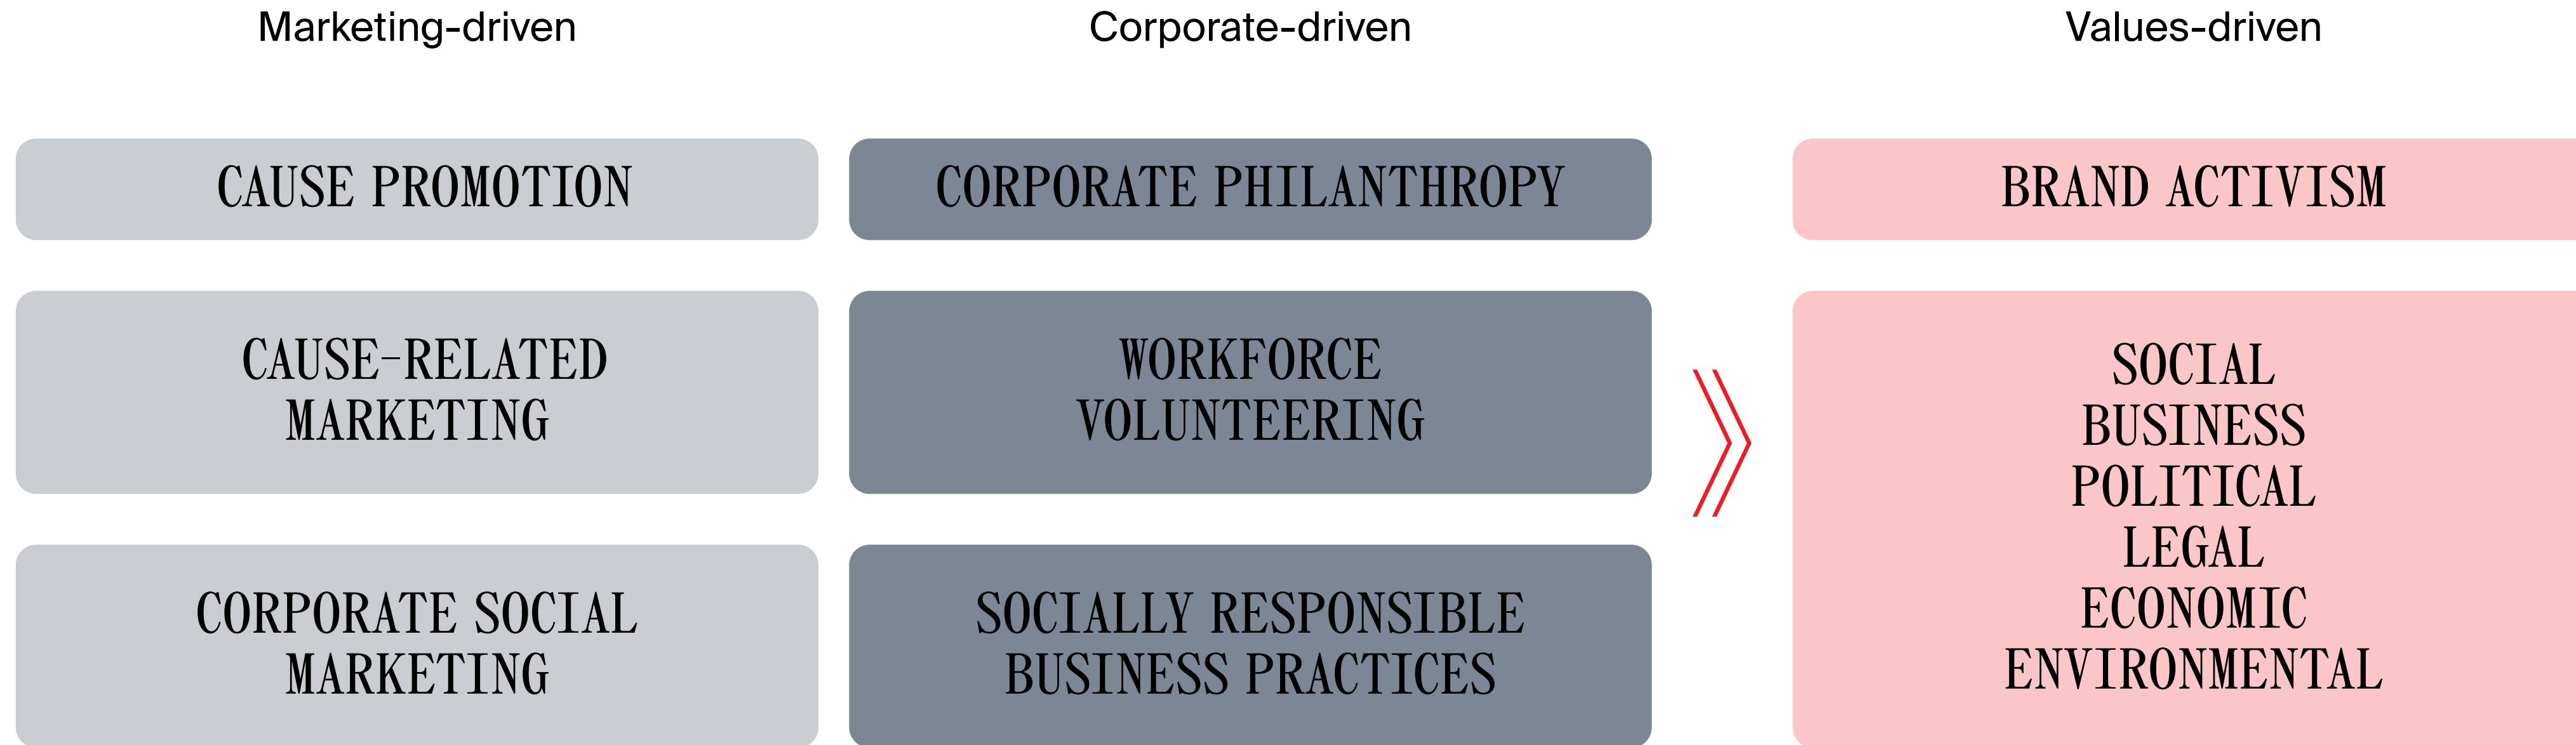 Marketing-driven
Corporate-driven
Values-driven
CAUSE PROMOTION
CORPORATE PHILANTHROPY
BRAND ACTIVISM
CAUSE-RELATED
MARKETING
WORKFORCE
VOLUNTEERING
CORPORATE SOCIAL
MARKETING
SOCIALLY RESPONSIBLE
BUSINESS PRACTICES
SOCIAL
BUSINESS
POLITICAL
LEGAL
ECONOMIC
ENVIRONMENTAL